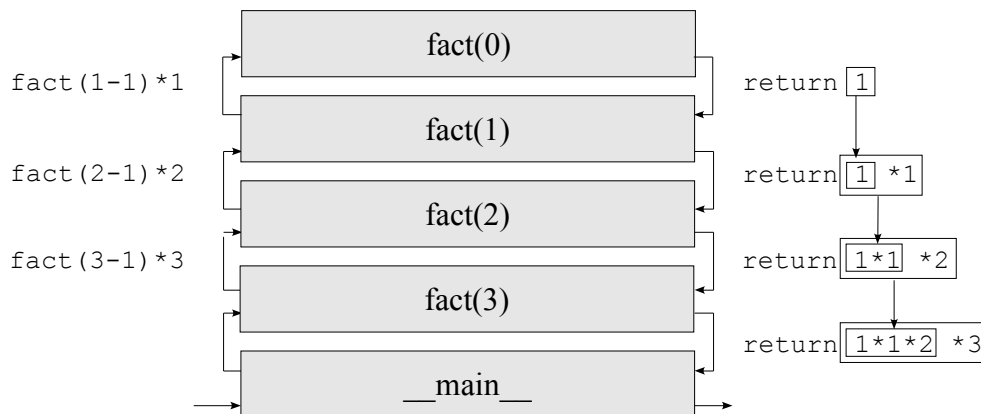 fact(0)
fact(1-1)*1
return 1
fact(1)
fact(2-1)*2
return 1 *1
fact(2)
fact(3-1)*3
return 1*1 *2
fact(3)
return 1*1*2 *3
__main__